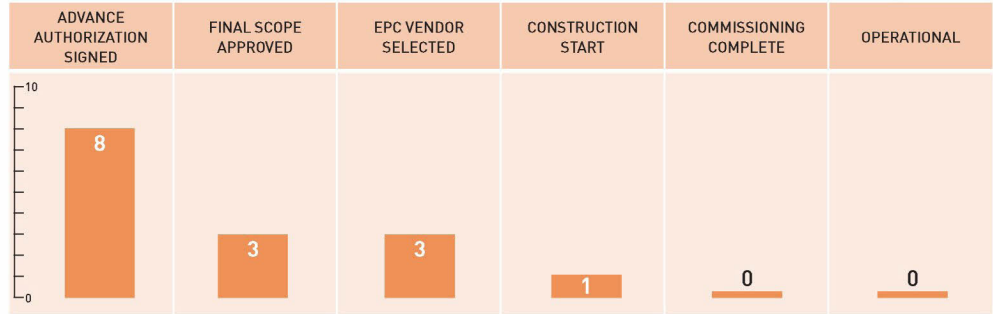 ADVANCE
AUTHORIZATION
SIGNED
FINAL SCOPE
APPROVED
EPC VENDOR
SELECTED
CONSTRUCTION
START
COMMISSIONING
COMPLETE
OPERATIONAL
10
0
8
3
3
1
0
0